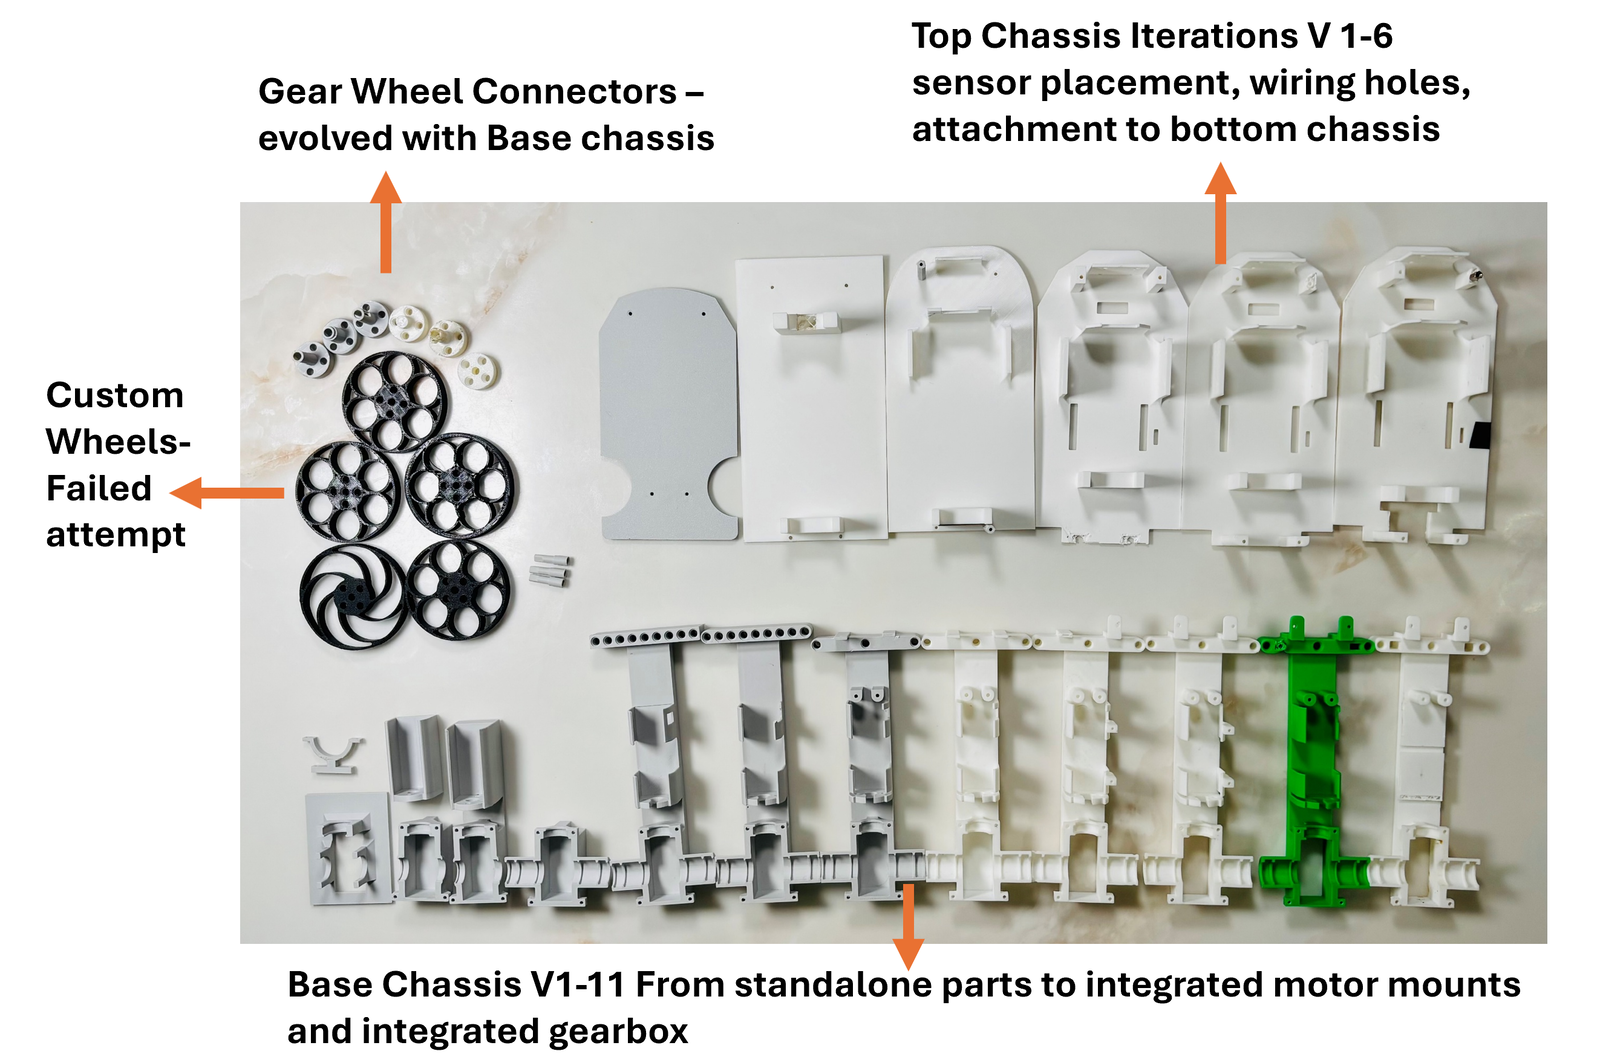 Top Chassis Iterations V 1-6
sensor placement, wiring holes,
attachment to bottom chassis
Gear Wheel Connectors –
evolved with Base chassis
Custom
Wheels-
Failed
attempt
Base Chassis V1-11 From standalone parts to integrated motor mounts
and integrated gearbox